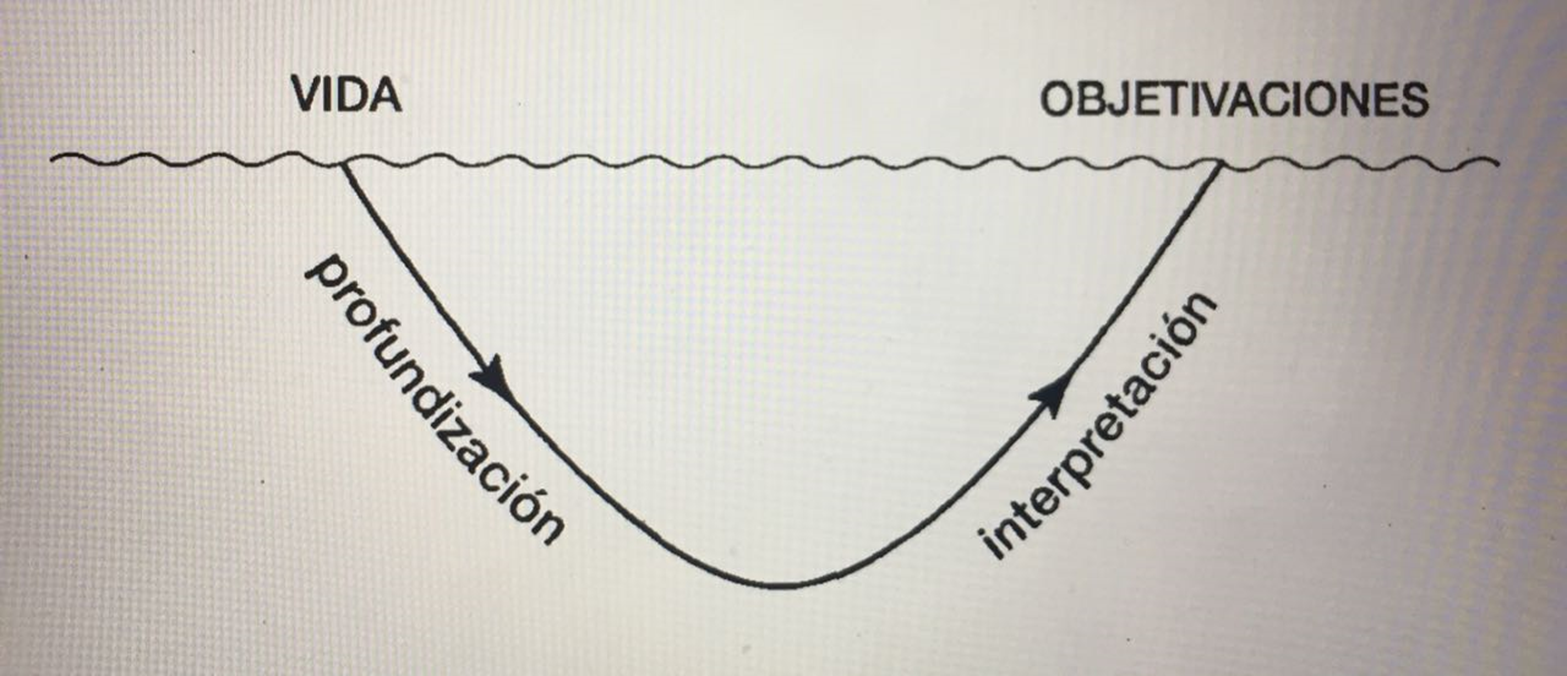 VIDA
OBJETIVACIONES
profundización
interpretación